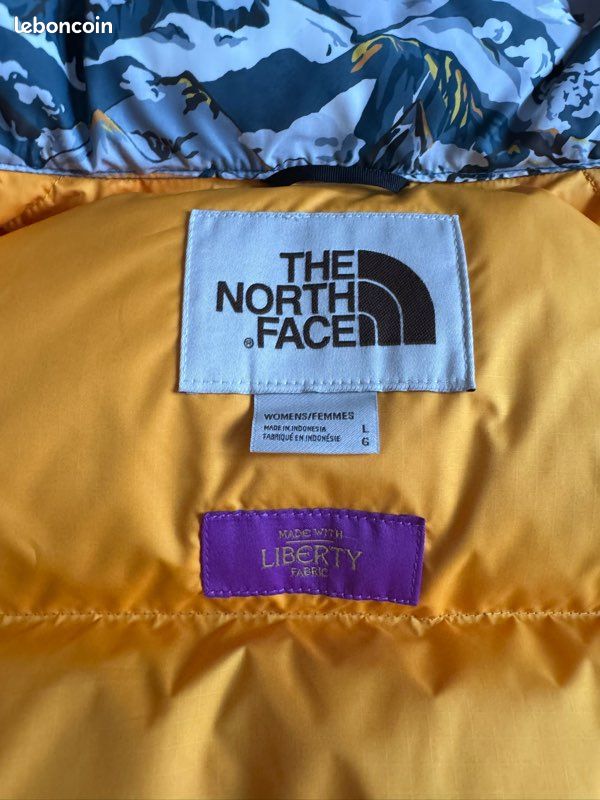 leboncoin
THE
NORTH
FACE
®
WOMENS/FEMMES
MADE IN INDONESIA L
FABRIQUÉ EN INDONÉSIE G
MADE WITH
LIBERTY
FABRIC